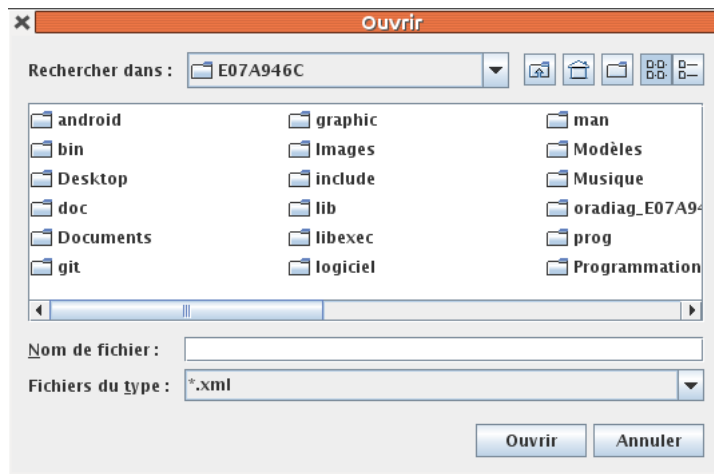 Ouvrir
Rechercher dans : E07A946C
android graphic man
bin Images Modèles
Desktop include Musique
doc lib oradiag_E07A94
Documents libexec prog
git logiciel Programmation
Nom de fichier :
Fichiers du type : *.xml
Ouvrir Annuler